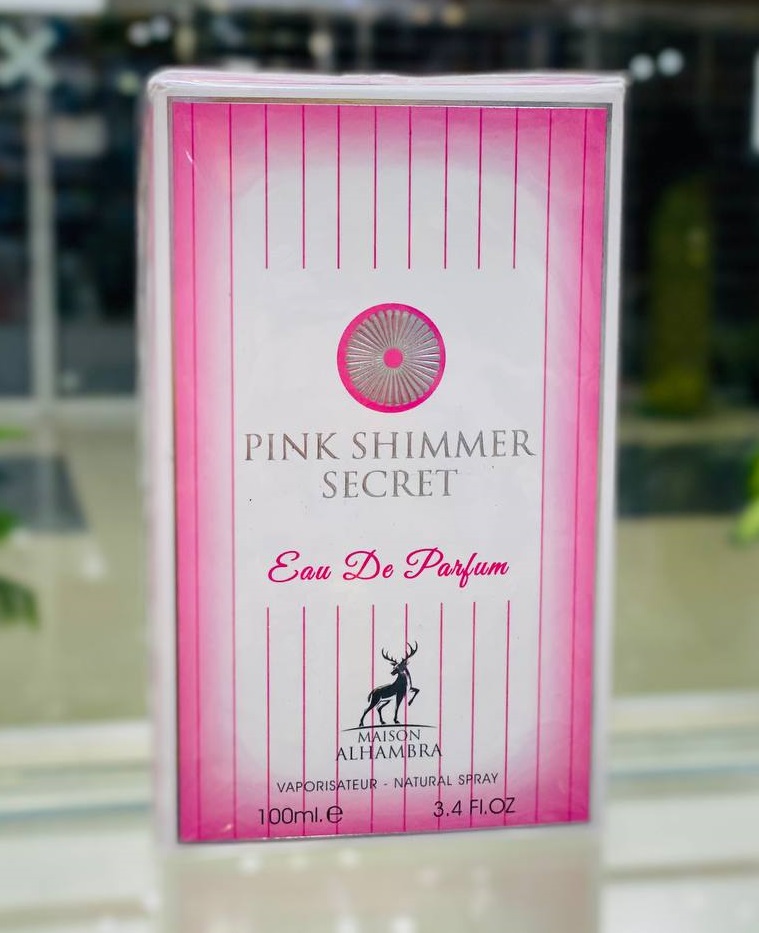 PINK SHIMMER
SECRET
Eau De Parfum
MAISON
ALHAMBRA
VAPORISATEUR - NATURAL SPRAY
100ml.e 3.4 Fl.OZ